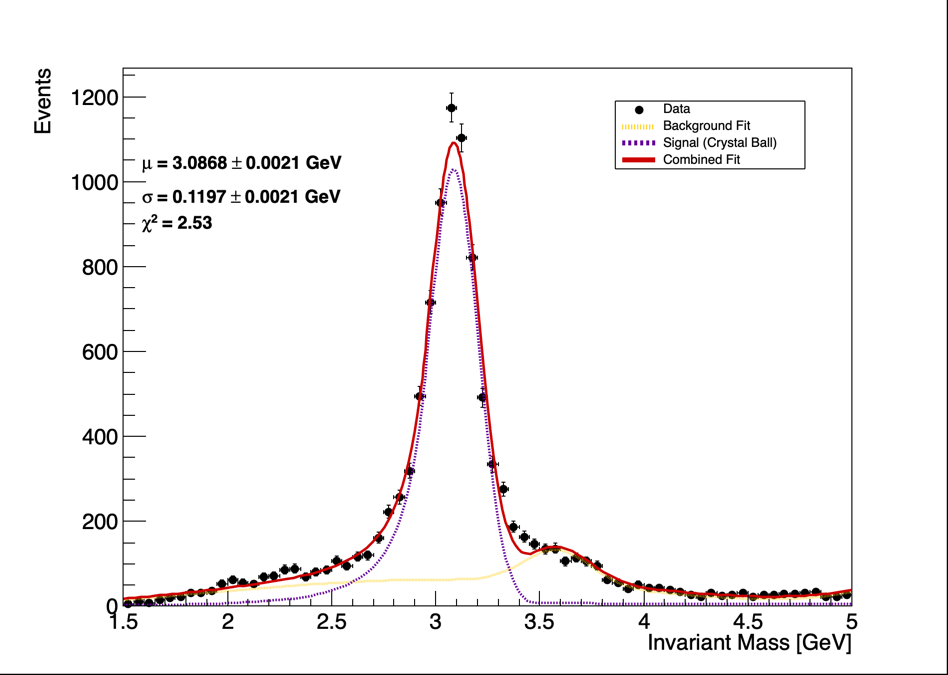 Events
1200
1000
800
600
400
200
0
μ = 3.0868 ± 0.0021 GeV
σ = 0.1197 ± 0.0021 GeV
χ² = 2.53
Data
Background Fit
Signal (Crystal Ball)
Combined Fit
1.5 2 2.5 3 3.5 4 4.5 5
Invariant Mass [GeV]